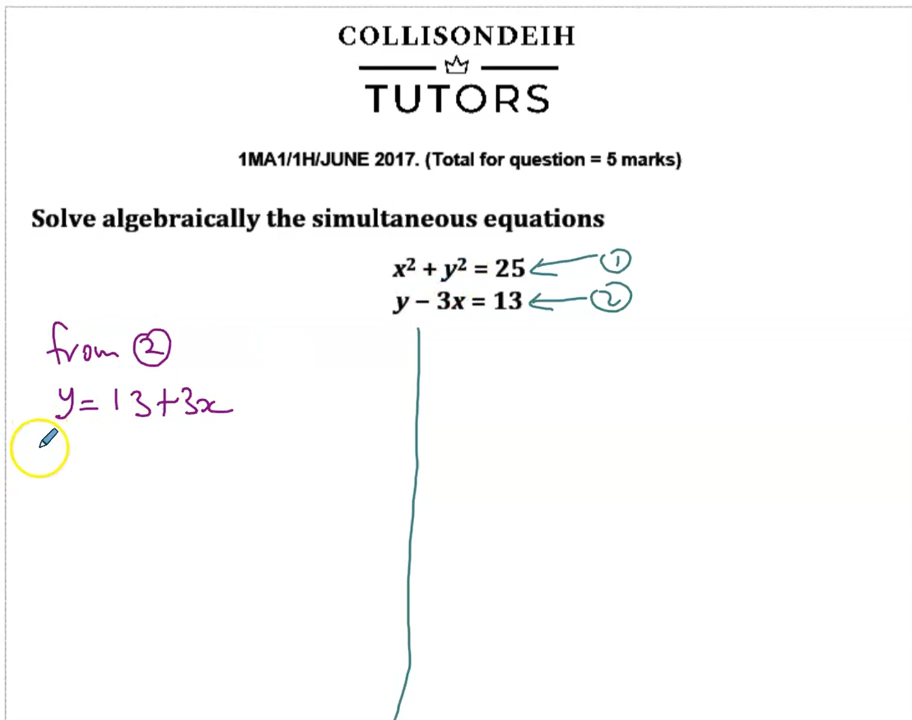 COLLISONDEIH
TUTORS
1MA1/1H/JUNE 2017. (Total for question = 5 marks)
Solve algebraically the simultaneous equations
x² + y² = 25 ①
y − 3x = 13 ②
from ②
y = 13+3x